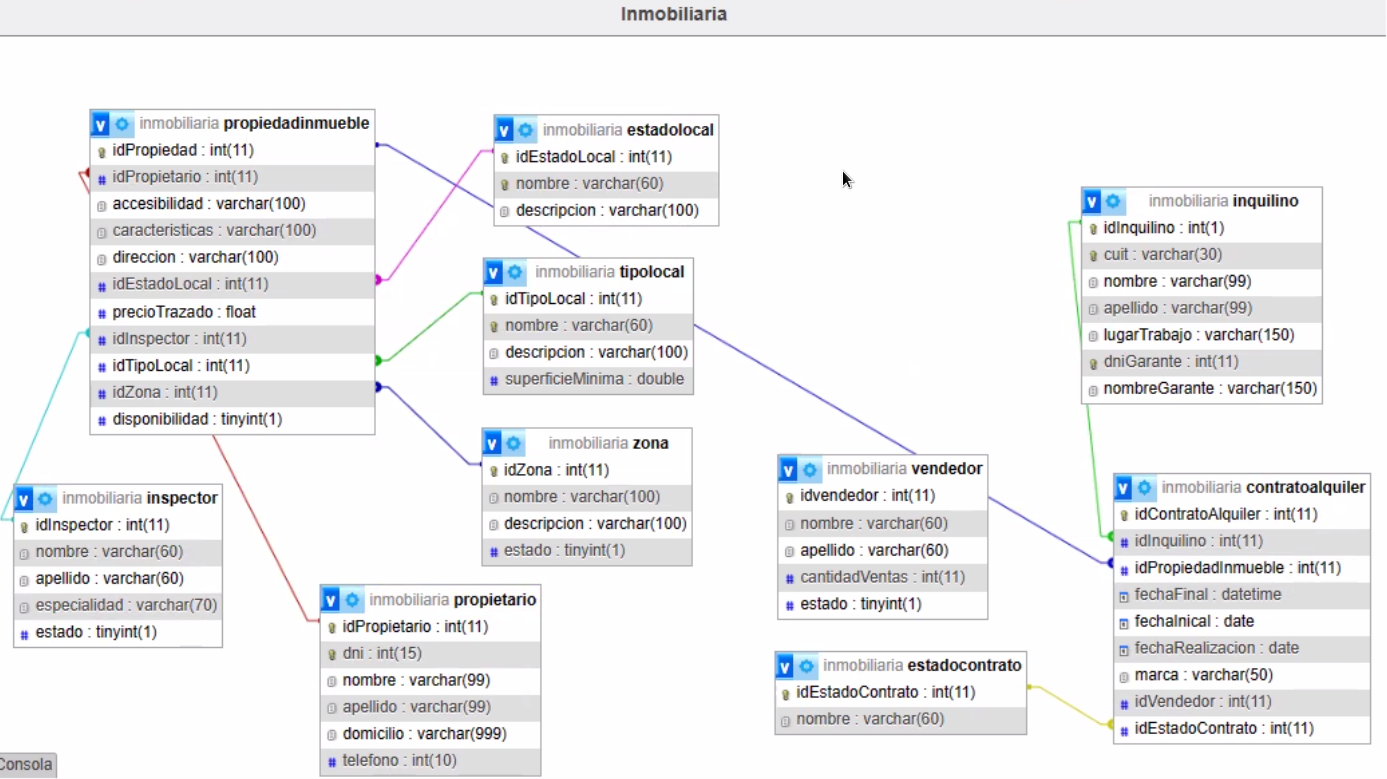 Inmobiliaria
inmobiliaria propiedadinmueble
idPropiedad : int(11)
idPropietario : int(11)
accesibilidad : varchar(100)
caracteristicas : varchar(100)
direccion : varchar(100)
idEstadoLocal : int(11)
precioTrazado : float
idInspector : int(11)
idTipoLocal : int(11)
idZona : int(11)
disponibilidad : tinyint(1)
inmobiliaria estadolocal
idEstadoLocal : int(11)
nombre : varchar(60)
descripcion : varchar(100)
inmobiliaria tipolocal
idTipoLocal : int(11)
nombre : varchar(60)
descripcion : varchar(100)
superficieMinima : double
inmobiliaria zona
idZona : int(11)
nombre : varchar(100)
descripcion : varchar(100)
estado : tinyint(1)
inmobiliaria inspector
idInspector : int(11)
nombre : varchar(60)
apellido : varchar(60)
especialidad : varchar(70)
estado : tinyint(1)
inmobiliaria propietario
idPropietario : int(11)
dni : int(15)
nombre : varchar(99)
apellido : varchar(99)
domicilio : varchar(999)
telefono : int(10)
inmobiliaria vendedor
idvendedor : int(11)
nombre : varchar(60)
apellido : varchar(60)
cantidadVentas : int(11)
estado : tinyint(1)
inmobiliaria estadocontrato
idEstadoContrato : int(11)
nombre : varchar(60)
inmobiliaria inquilino
idInquilino : int(1)
cuit : varchar(30)
nombre : varchar(99)
apellido : varchar(99)
lugarTrabajo : varchar(150)
dniGarante : int(11)
nombreGarante : varchar(150)
inmobiliaria contratoalquiler
idContratoAlquiler : int(11)
idInquilino : int(11)
idPropiedadInmueble : int(11)
fechaFinal : datetime
fechaInical : date
fechaRealizacion : date
marca : varchar(50)
idVendedor : int(11)
idEstadoContrato : int(11)
Consola